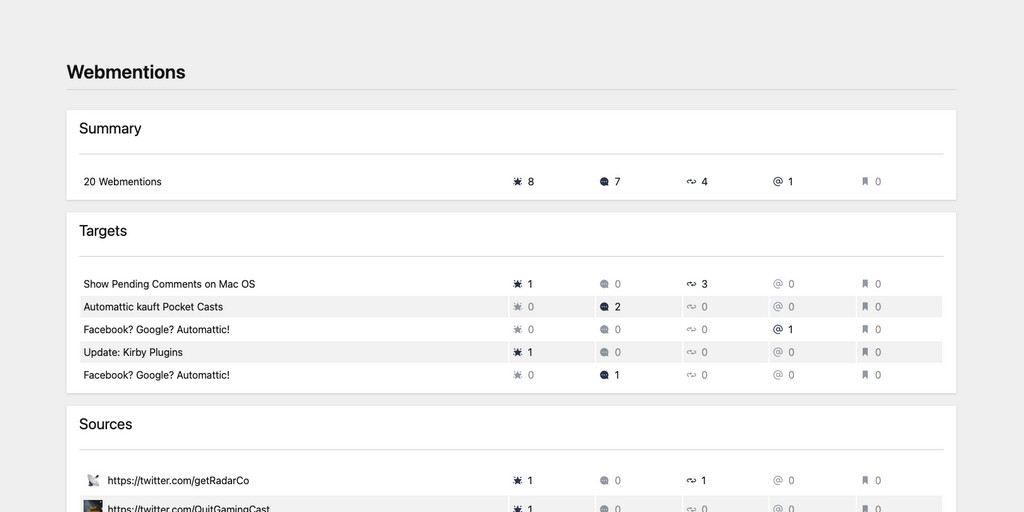 Webmentions
Summary
20 Webmentions 8 7 4 @ 1 0
Targets
Show Pending Comments on Mac OS 1 0 3 @ 0 0
Automattic kauft Pocket Casts 0 2 0 @ 0 0
Facebook? Google? Automattic! 0 0 0 @ 1 0
Update: Kirby Plugins 1 0 0 @ 0 0
Facebook? Google? Automattic! 0 1 0 @ 0 0
Sources
https://twitter.com/getRadarCo 1 0 1 @ 0 0
https://twitter.com/QuitGamingCast 1 0 0 @ 0 0